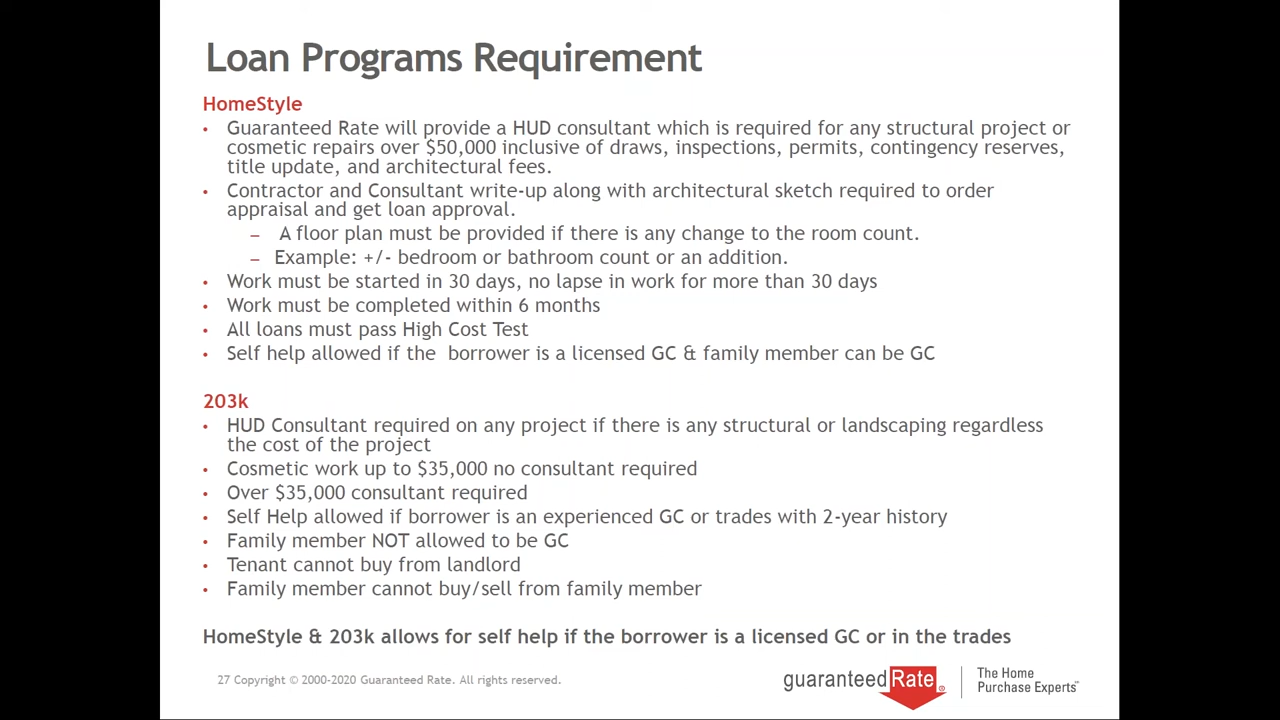 Loan Programs Requirement
HomeStyle
• Guaranteed Rate will provide a HUD consultant which is required for any structural project or
cosmetic repairs over $50,000 inclusive of draws, inspections, permits, contingency reserves,
title update, and architectural fees.
• Contractor and Consultant write-up along with architectural sketch required to order
appraisal and get loan approval.
– A floor plan must be provided if there is any change to the room count.
– Example: +/- bedroom or bathroom count or an addition.
• Work must be started in 30 days, no lapse in work for more than 30 days
• Work must be completed within 6 months
• All loans must pass High Cost Test
• Self help allowed if the  borrower is a licensed GC & family member can be GC
203k
• HUD Consultant required on any project if there is any structural or landscaping regardless
the cost of the project
• Cosmetic work up to $35,000 no consultant required
• Over $35,000 consultant required
• Self Help allowed if borrower is an experienced GC or trades with 2-year history
• Family member NOT allowed to be GC
• Tenant cannot buy from landlord
• Family member cannot buy/sell from family member
HomeStyle & 203k allows for self help if the borrower is a licensed GC or in the trades
27 Copyright © 2000-2020 Guaranteed Rate. All rights reserved.
guaranteed Rate®
The Home
Purchase Experts℠